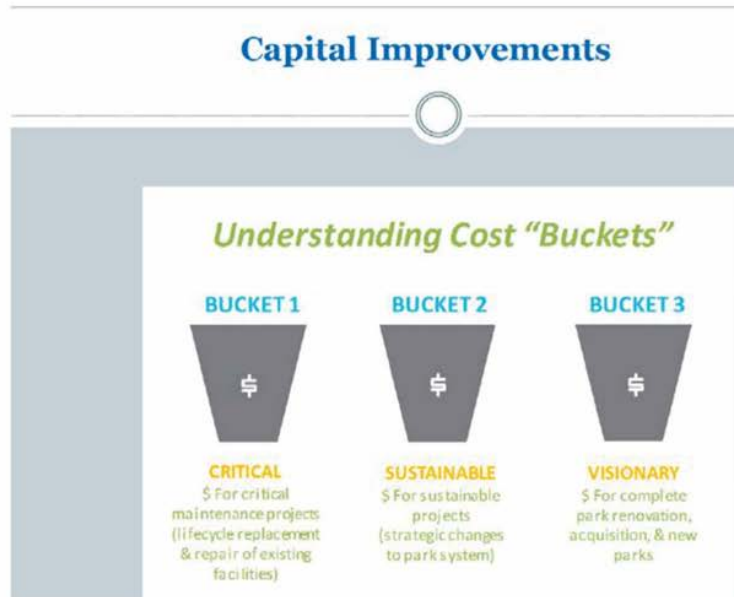 Capital Improvements
Understanding Cost “Buckets”
BUCKET 1
$
CRITICAL
$ For critical
maintenance projects
(lifecycle replacement
& repair of existing
facilities)
BUCKET 2
$
SUSTAINABLE
$ For sustainable
projects
(strategic changes
to park system)
BUCKET 3
$
VISIONARY
$ For complete
park renovation,
acquisition, & new
parks